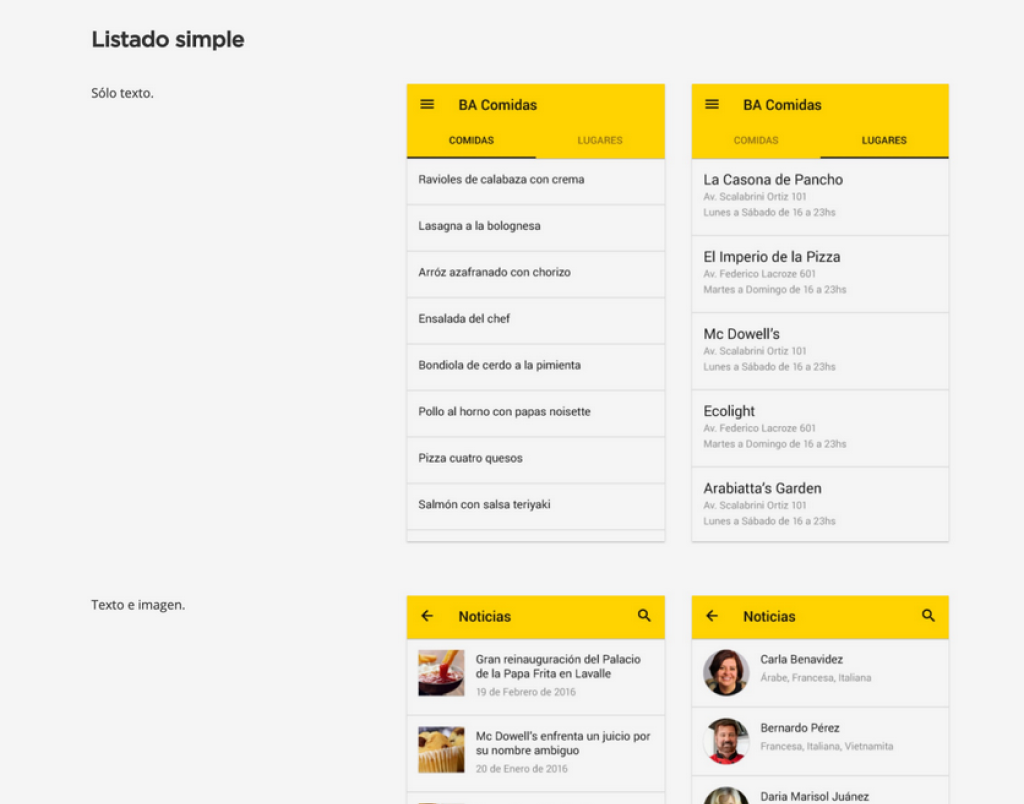 Listado simple
Sólo texto.
BA Comidas
COMIDAS LUGARES
Ravioles de calabaza con crema
Lasagna a la bolognesa
Arróz azafranado con chorizo
Ensalada del chef
Bondiola de cerdo a la pimienta
Pollo al horno con papas noisette
Pizza cuatro quesos
Salmón con salsa teriyaki
BA Comidas
COMIDAS LUGARES
La Casona de Pancho
Av. Scalabrini Ortiz 101
Lunes a Sábado de 16 a 23hs
El Imperio de la Pizza
Av. Federico Lacroze 601
Martes a Domingo de 16 a 23hs
Mc Dowell's
Av. Scalabrini Ortiz 101
Lunes a Sábado de 16 a 23hs
Ecolight
Av. Federico Lacroze 601
Martes a Domingo de 16 a 23hs
Arabiatta's Garden
Av. Scalabrini Ortiz 101
Lunes a Sábado de 16 a 23hs
Texto e imagen.
Noticias
Gran reinauguración del Palacio
de la Papa Frita en Lavalle
19 de Febrero de 2016
Mc Dowell's enfrenta un juicio por
su nombre ambiguo
20 de Enero de 2016
Noticias
Carla Benavidez
Árabe, Francesa, Italiana
Bernardo Pérez
Francesa, Italiana, Vietnamita
Daria Marisol Juánez